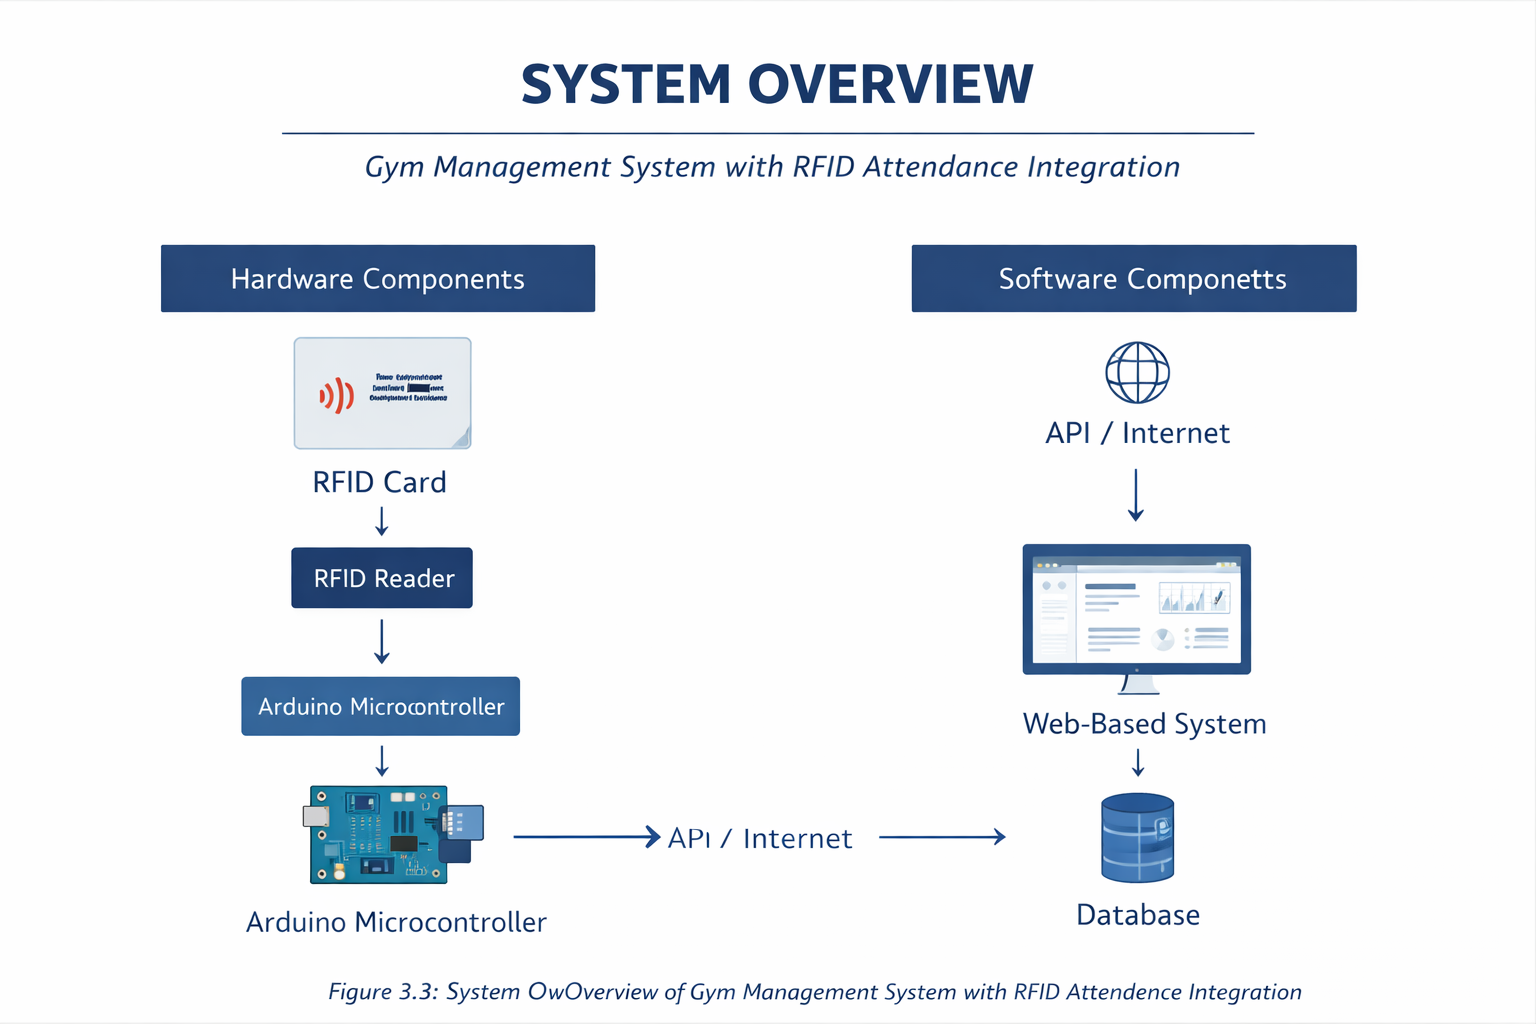 SYSTEM OVERVIEW
Gym Management System with RFID Attendance Integration
Hardware Components
RFID Card
RFID Reader
Arduino Microcontroller
Arduino Microcontroller
API / Internet
Software Componetts
API / Internet
Web-Based System
Database
Figure 3.3: System OwOverview of Gym Management System with RFID Attendence Integration